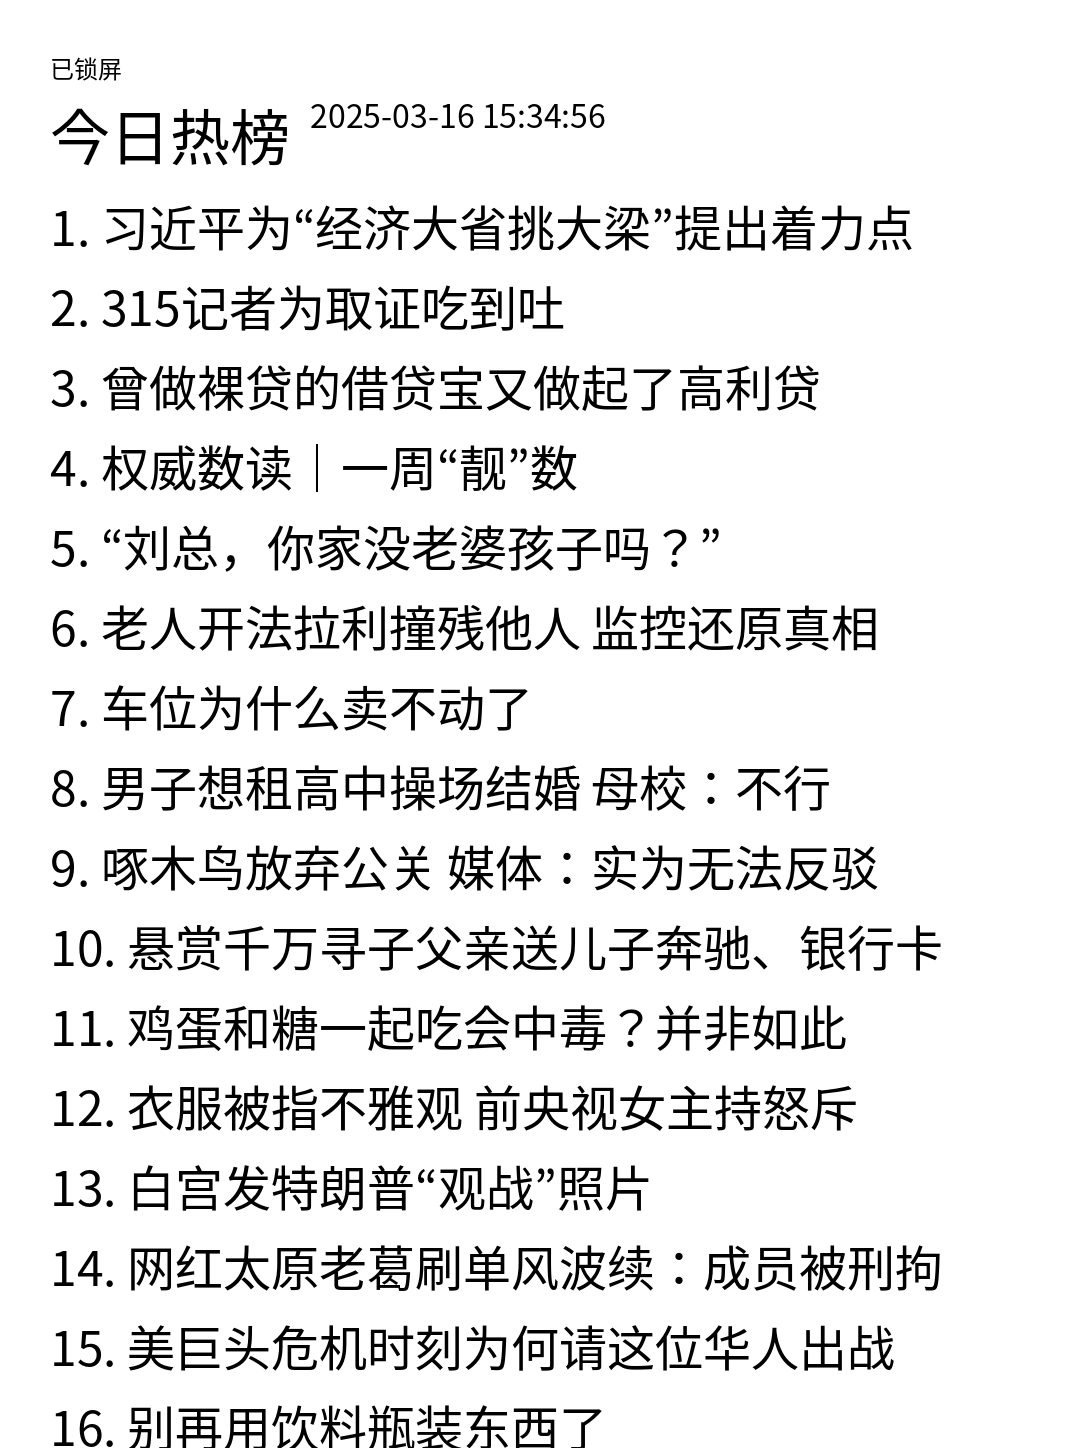 已锁屏
今日热榜 2025-03-16 15:34:56
1. 习近平为“经济大省挑大梁”提出着力点
2. 315记者为取证吃到吐
3. 曾做裸贷的借贷宝又做起了高利贷
4. 权威数读｜一周“靓”数
5. “刘总，你家没老婆孩子吗？”
6. 老人开法拉利撞残他人 监控还原真相
7. 车位为什么卖不动了
8. 男子想租高中操场结婚 母校：不行
9. 啄木鸟放弃公关 媒体：实为无法反驳
10. 悬赏千万寻子父亲送儿子奔驰、银行卡
11. 鸡蛋和糖一起吃会中毒？并非如此
12. 衣服被指不雅观 前央视女主持怒斥
13. 白宫发特朗普“观战”照片
14. 网红太原老葛刷单风波续：成员被刑拘
15. 美巨头危机时刻为何请这位华人出战
16. 别再用饮料瓶装东西了